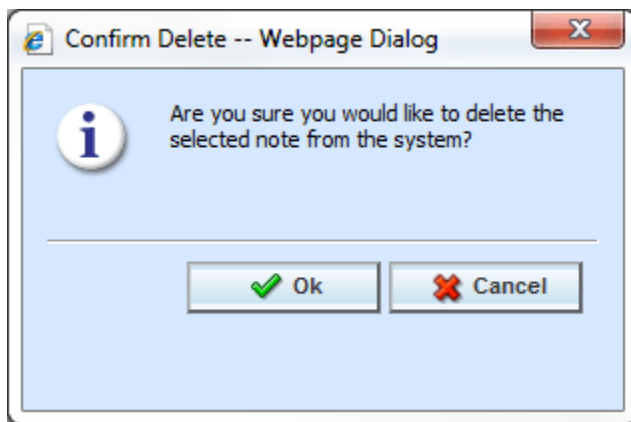 Confirm Delete -- Webpage Dialog
Are you sure you would like to delete the
selected note from the system?
Ok
Cancel